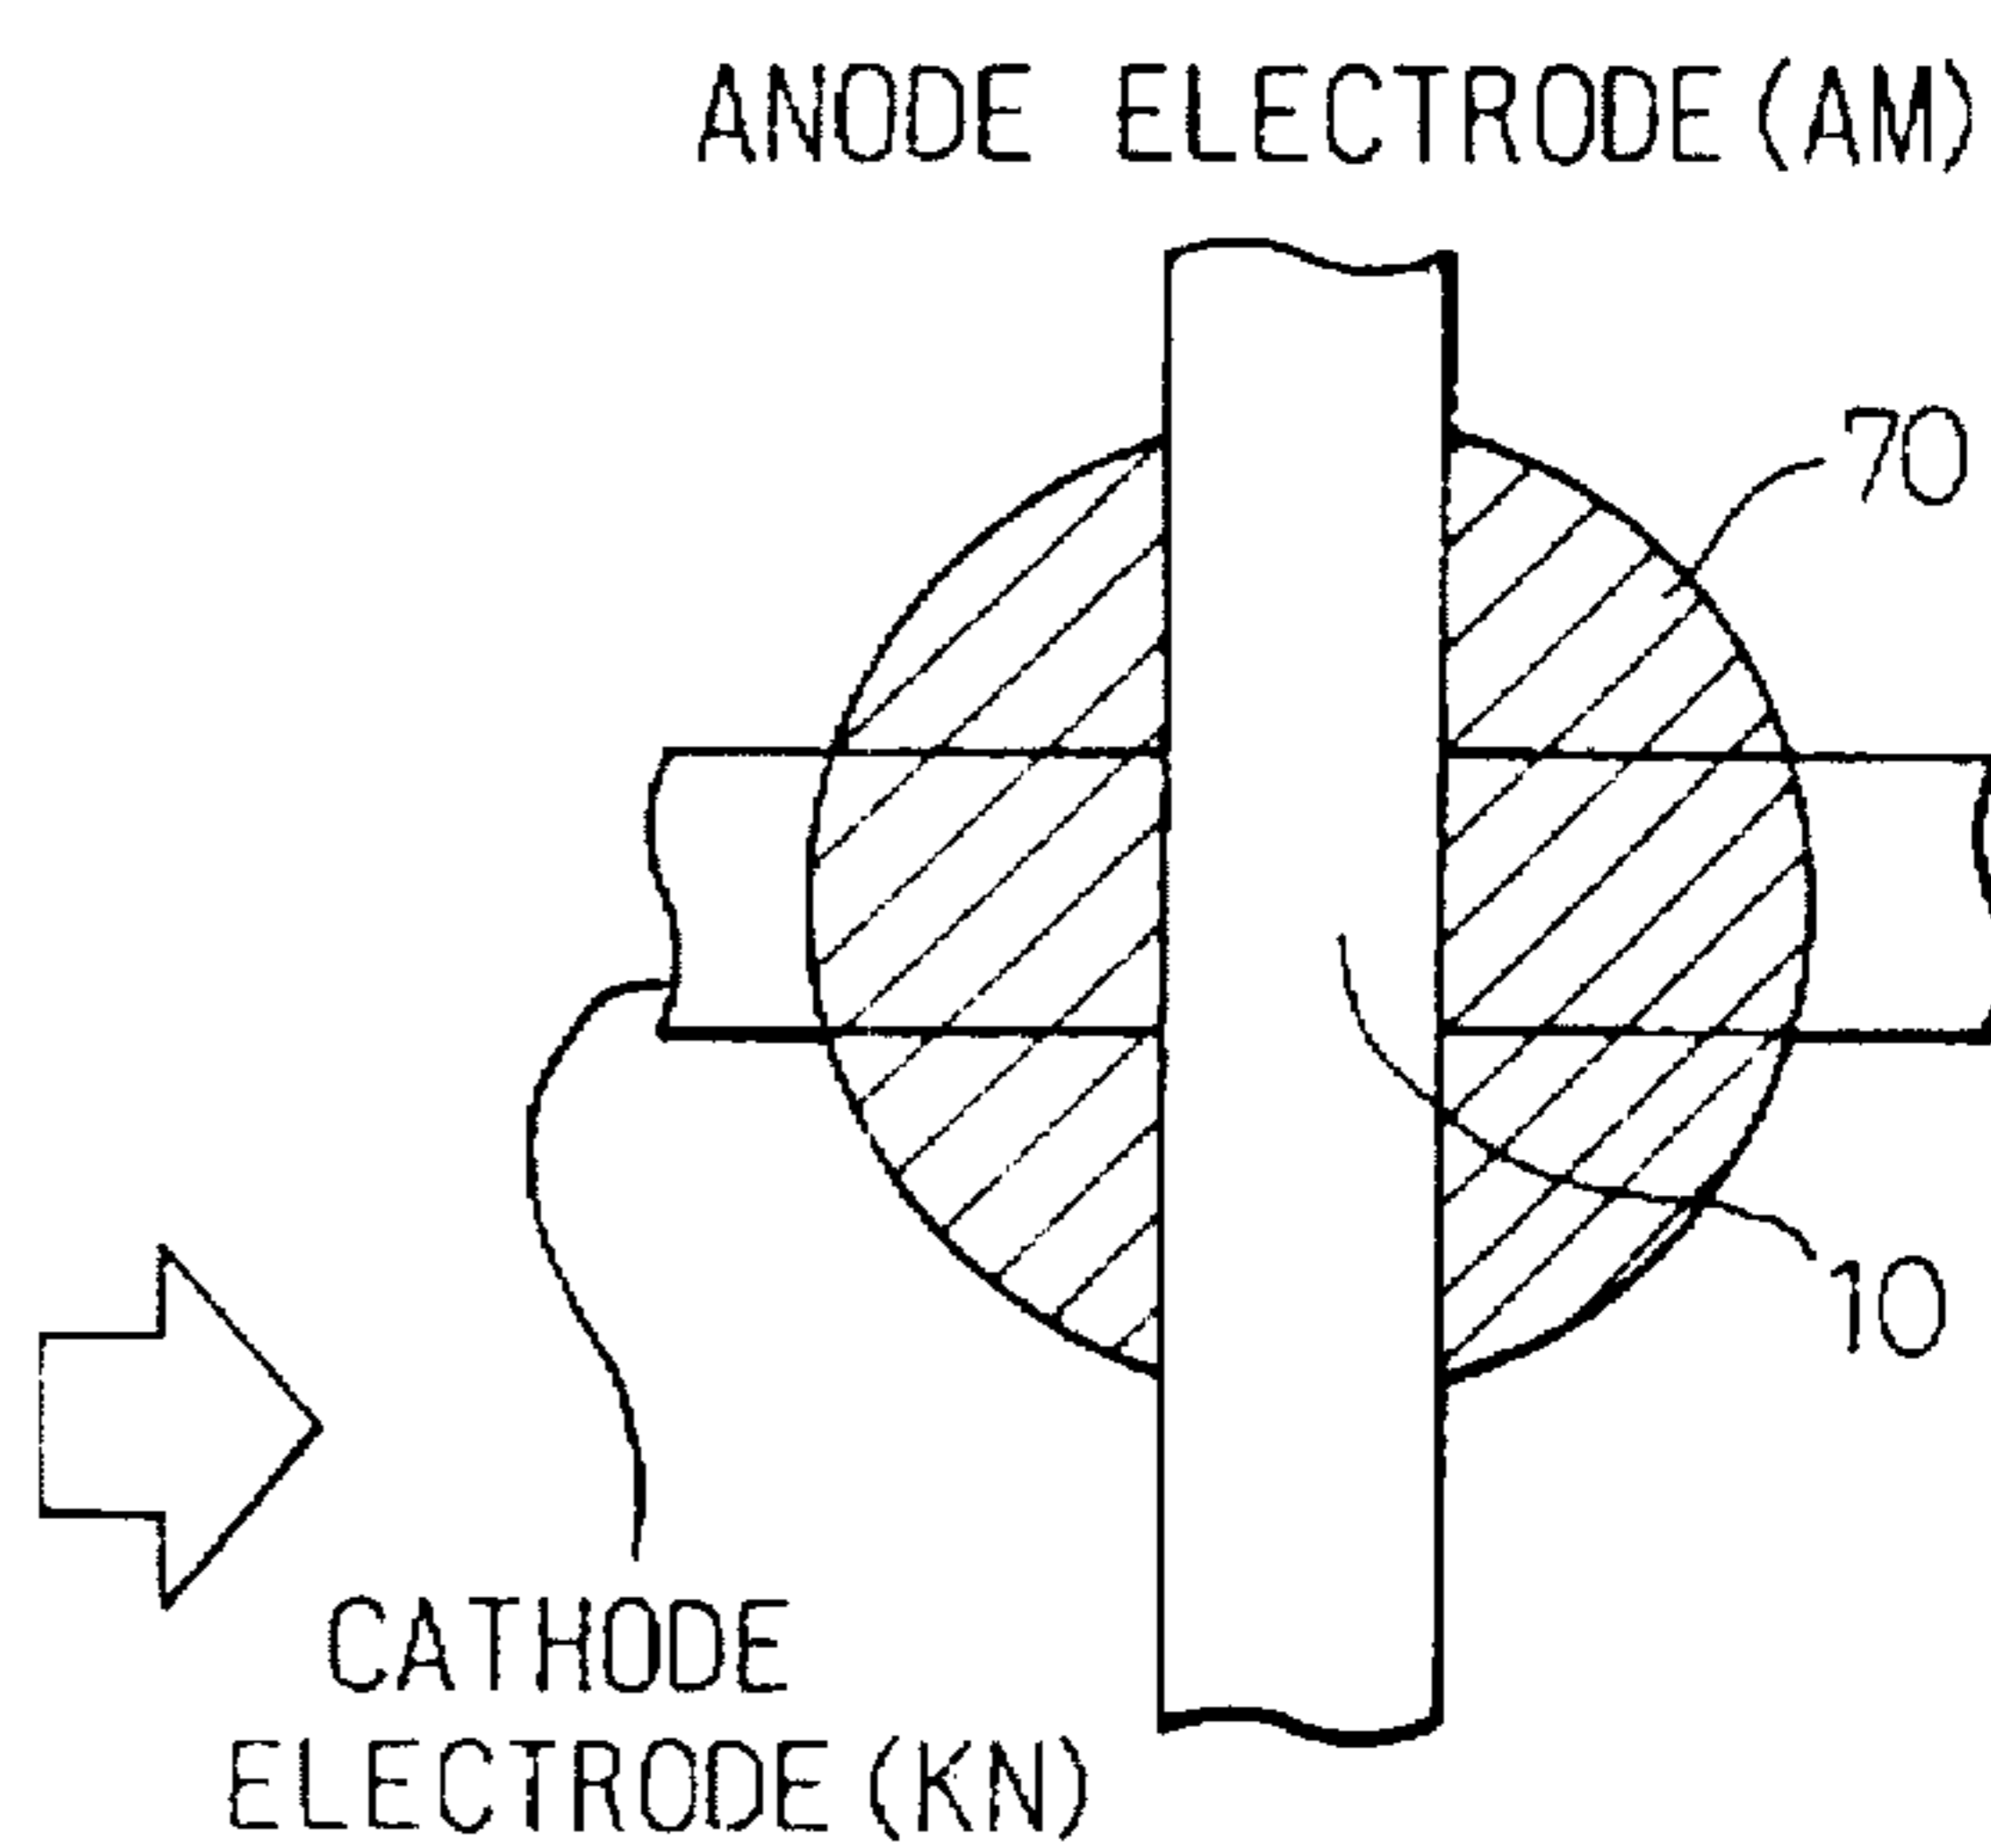 ANODE ELECTRODE (AM)
70
10
CATHODE
ELECTRODE (KN)